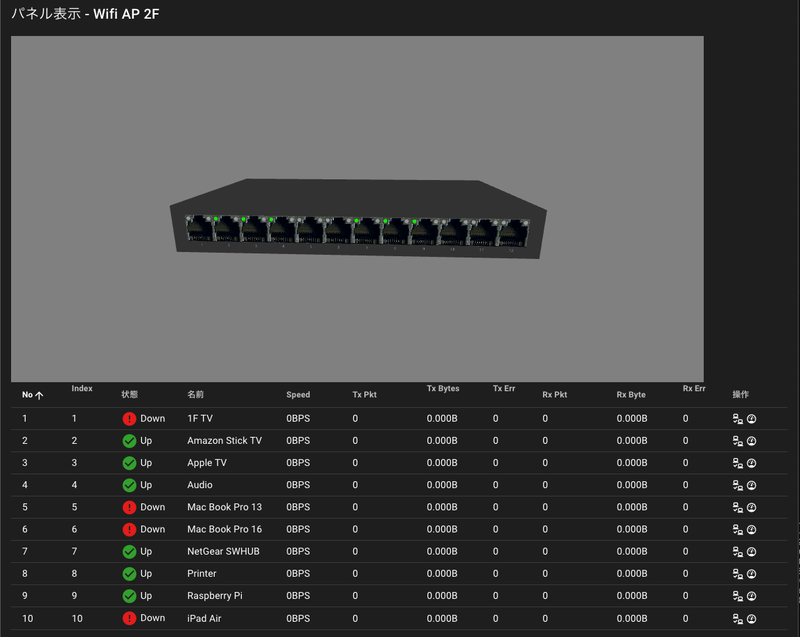 パネル表示 - Wifi AP 2F
No Index 状態 名前 Speed Tx Pkt Tx Bytes Tx Err Rx Pkt Rx Byte Rx Err 操作
1 1 Down 1F TV 0BPS 0 0.000B 0 0 0.000B 0
2 2 Up Amazon Stick TV 0BPS 0 0.000B 0 0 0.000B 0
3 3 Up Apple TV 0BPS 0 0.000B 0 0 0.000B 0
4 4 Up Audio 0BPS 0 0.000B 0 0 0.000B 0
5 5 Down Mac Book Pro 13 0BPS 0 0.000B 0 0 0.000B 0
6 6 Down Mac Book Pro 16 0BPS 0 0.000B 0 0 0.000B 0
7 7 Up NetGear SWHUB 0BPS 0 0.000B 0 0 0.000B 0
8 8 Up Printer 0BPS 0 0.000B 0 0 0.000B 0
9 9 Up Raspberry Pi 0BPS 0 0.000B 0 0 0.000B 0
10 10 Down iPad Air 0BPS 0 0.000B 0 0 0.000B 0